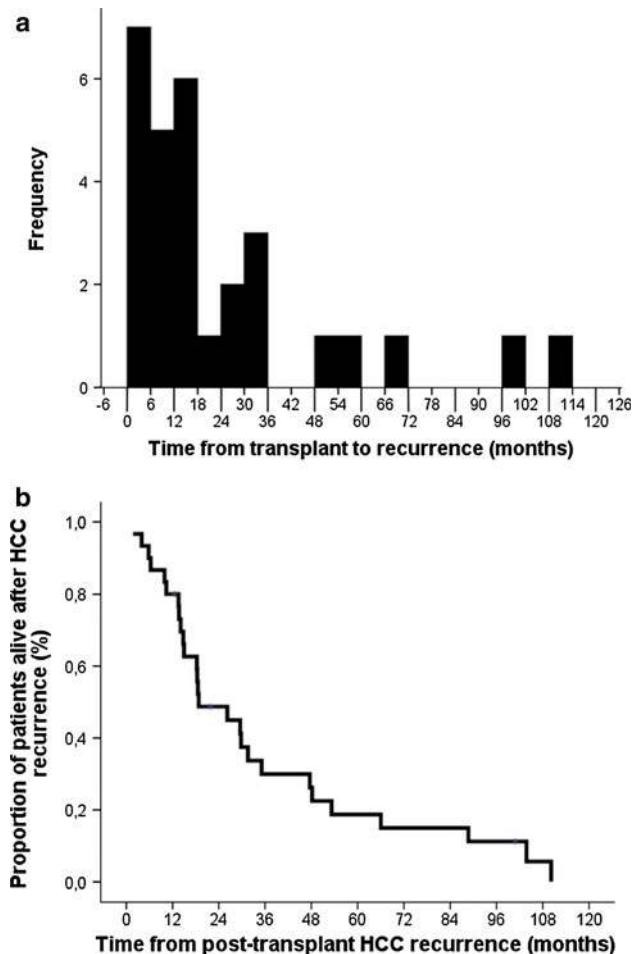 a
6
4
2
0
Frequency
-6 6 18 30 42 54 66 78 90 102 114 126
0 12 24 36 48 60 72 84 96 108 120
Time from transplant to recurrence (months)
b
1,0
0,8
0,6
0,4
0,2
0,0
Proportion of patients alive after HCC
recurrence (%)
0 12 24 36 48 60 72 84 96 108 120
Time from post-transplant HCC recurrence (months)